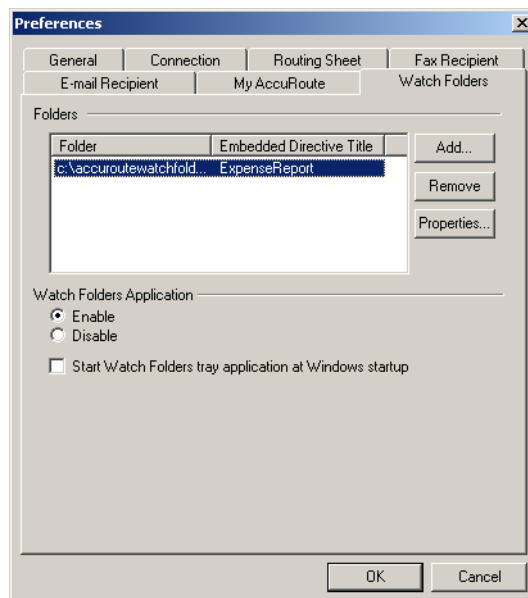 Preferences
General Connection Routing Sheet Fax Recipient
E-mail Recipient My AccuRoute Watch Folders
Folders
Folder Embedded Directive Title
c:\accuroutewatchfold... ExpenseReport
Add...
Remove
Properties...
Watch Folders Application
Enable
Disable
Start Watch Folders tray application at Windows startup
OK Cancel